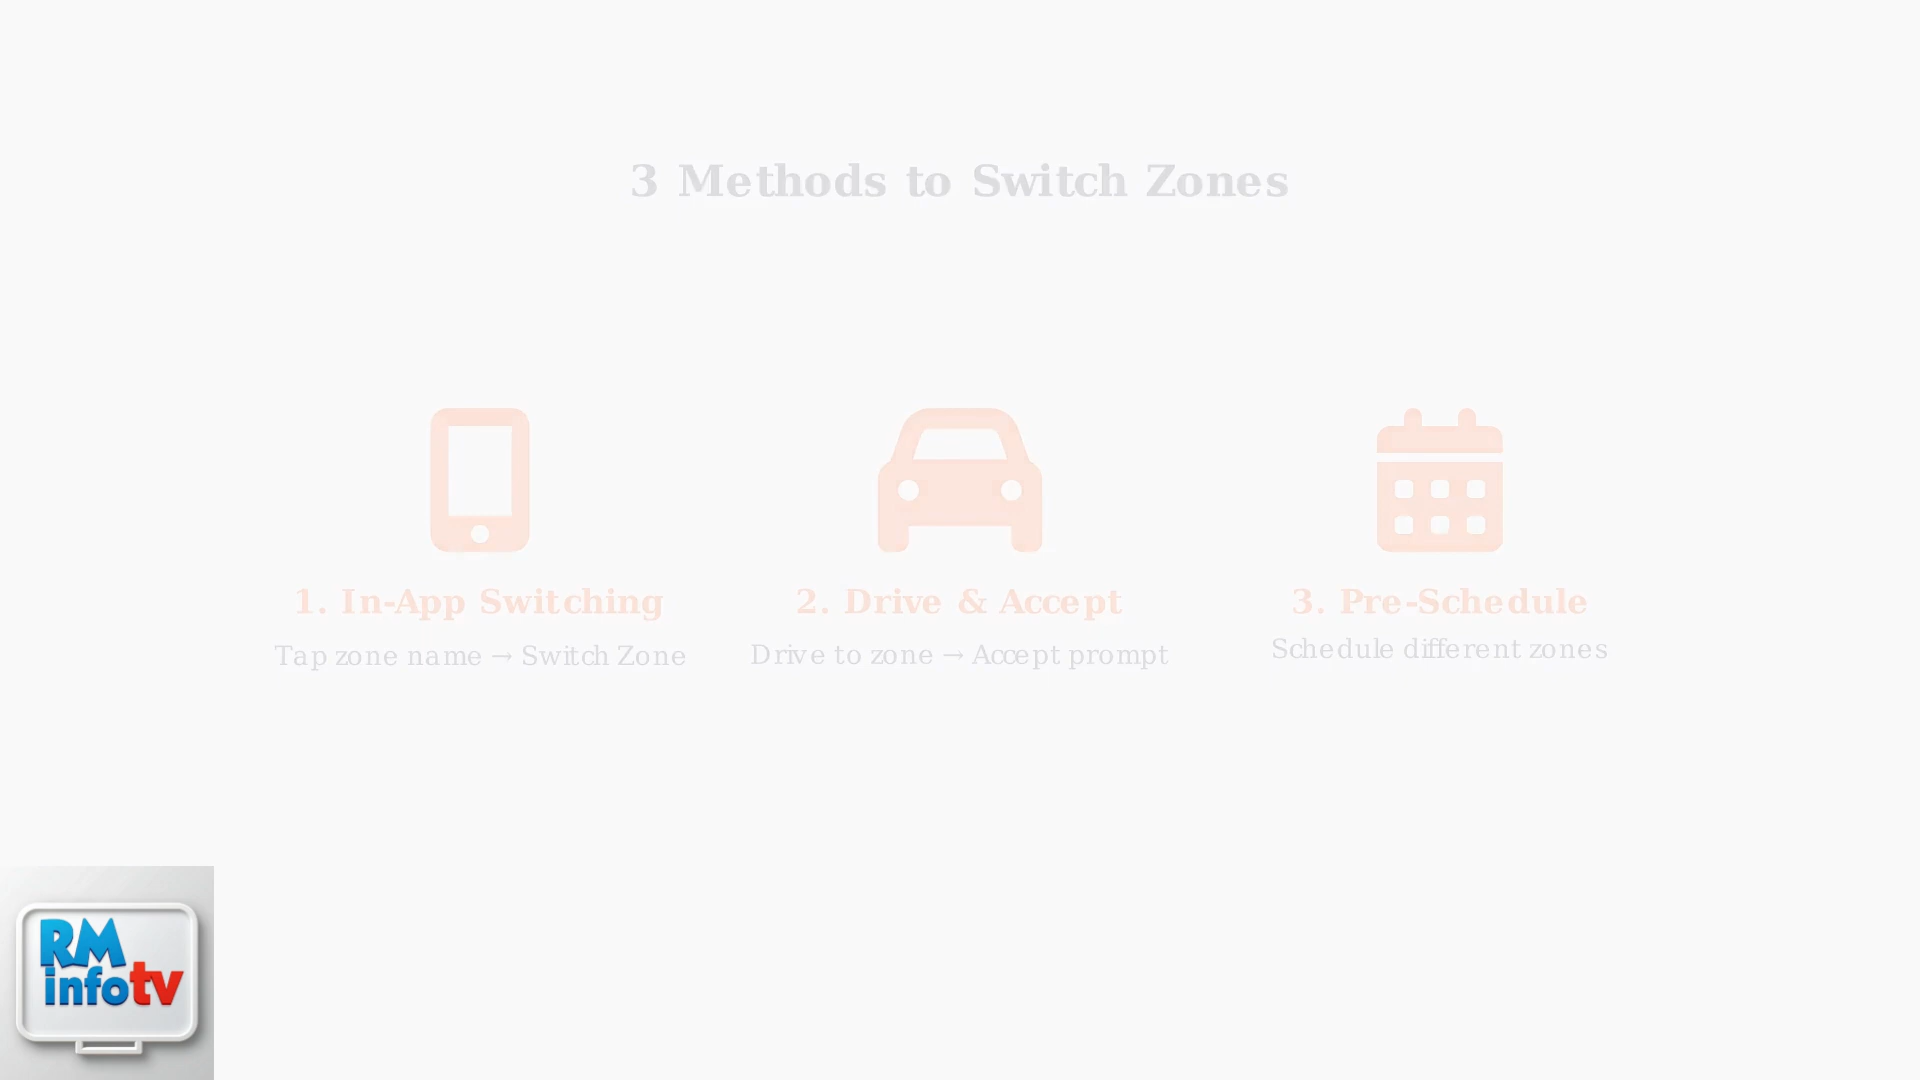 3 Methods to Switch Zones
1. In-App Switching
Tap zone name → Switch Zone
2. Drive & Accept
Drive to zone → Accept prompt
3. Pre-Schedule
Schedule different zones
RM
infotv